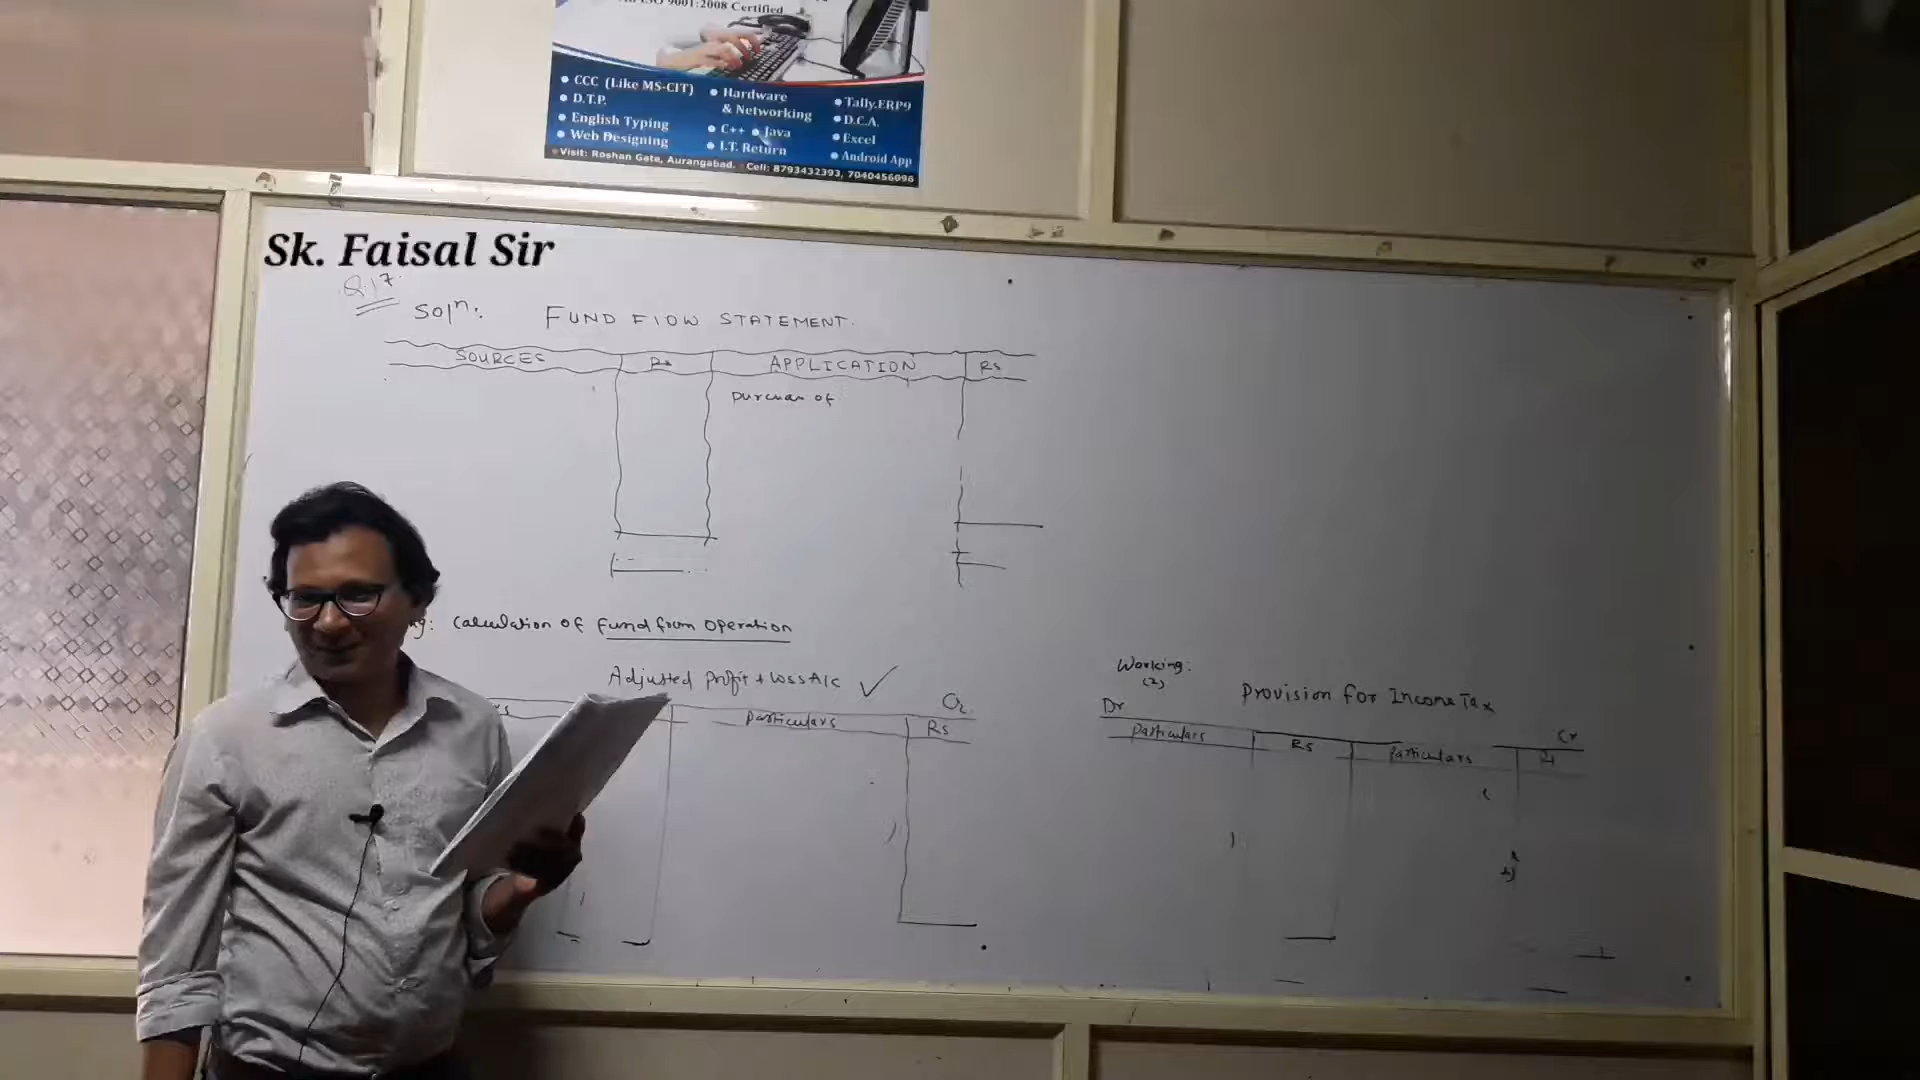 9001:2008 Certified
• CCC (Like MS-CIT)
• D.T.P.
• English Typing
• Web Designing
• Hardware
& Networking
• C++ • Java
• I.T. Return
• Tally.ERP9
• D.C.A.
• Excel
• Android App
Visit: Roshan Gate, Aurangabad. Cell: 8793432393, 7040456096
Sk. Faisal Sir
Q17.
Soln: FUND FLOW STATEMENT.
SOURCES Rs APPLICATION Rs
purchase of
Calculation of fund from operation
Adjusted profit + Loss A/c ✓
Cr
Particulars Rs
Working:
(2)
Provision for Income Tax
Dr Cr
Particulars Rs Particulars Rs